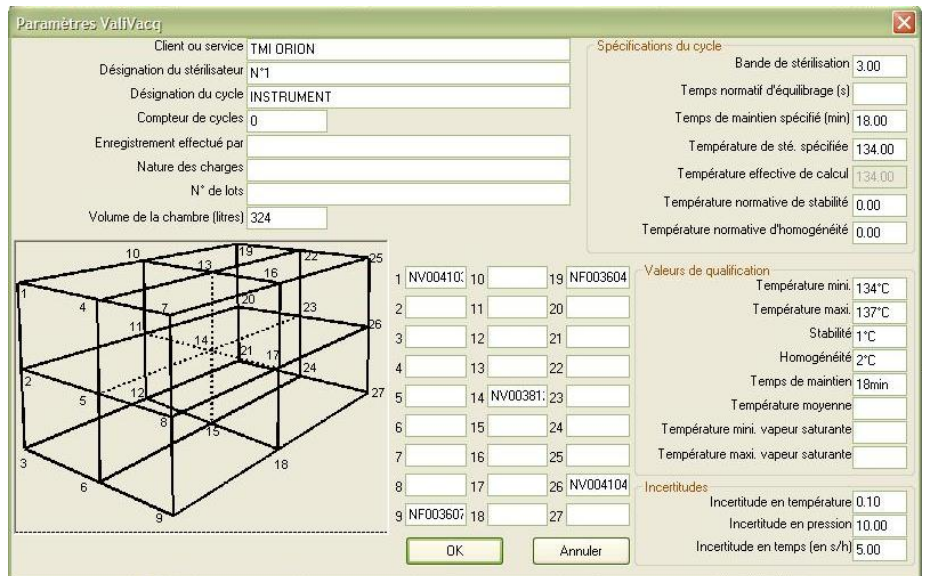 Paramètres ValiVacq
Client ou service TMI ORION
Désignation du stérilisateur N°1
Désignation du cycle INSTRUMENT
Compteur de cycles 0
Enregistrement effectué par
Nature des charges
N° de lots
Volume de la chambre (litres) 324
Spécifications du cycle
Bande de stérilisation 3.00
Temps normatif d'équilibrage (s)
Temps de maintien spécifié (min) 18.00
Température de sté. spécifiée 134.00
Température effective de calcul 134.00
Température normative de stabilité 0.00
Température normative d'homogénéité 0.00
10 19 22 25
13 16
1 4 7 20 23
11 26
14
2 5 21 17 24
12 8 27
15
3 18
6
9
1 NV004103 10 19 NF003604
2 11 20
3 12 21
4 13 22
5 14 NV00381 23
6 15 24
7 16 25
8 17 26 NV004104
9 NF003607 18 27
OK Annuler
Valeurs de qualification
Température mini. 134°C
Température maxi. 137°C
Stabilité 1°C
Homogénéité 2°C
Temps de maintien 18min
Température moyenne
Température mini. vapeur saturante
Température maxi. vapeur saturante
Incertitudes
Incertitude en température 0.10
Incertitude en pression 10.00
Incertitude en temps (en s/h) 5.00